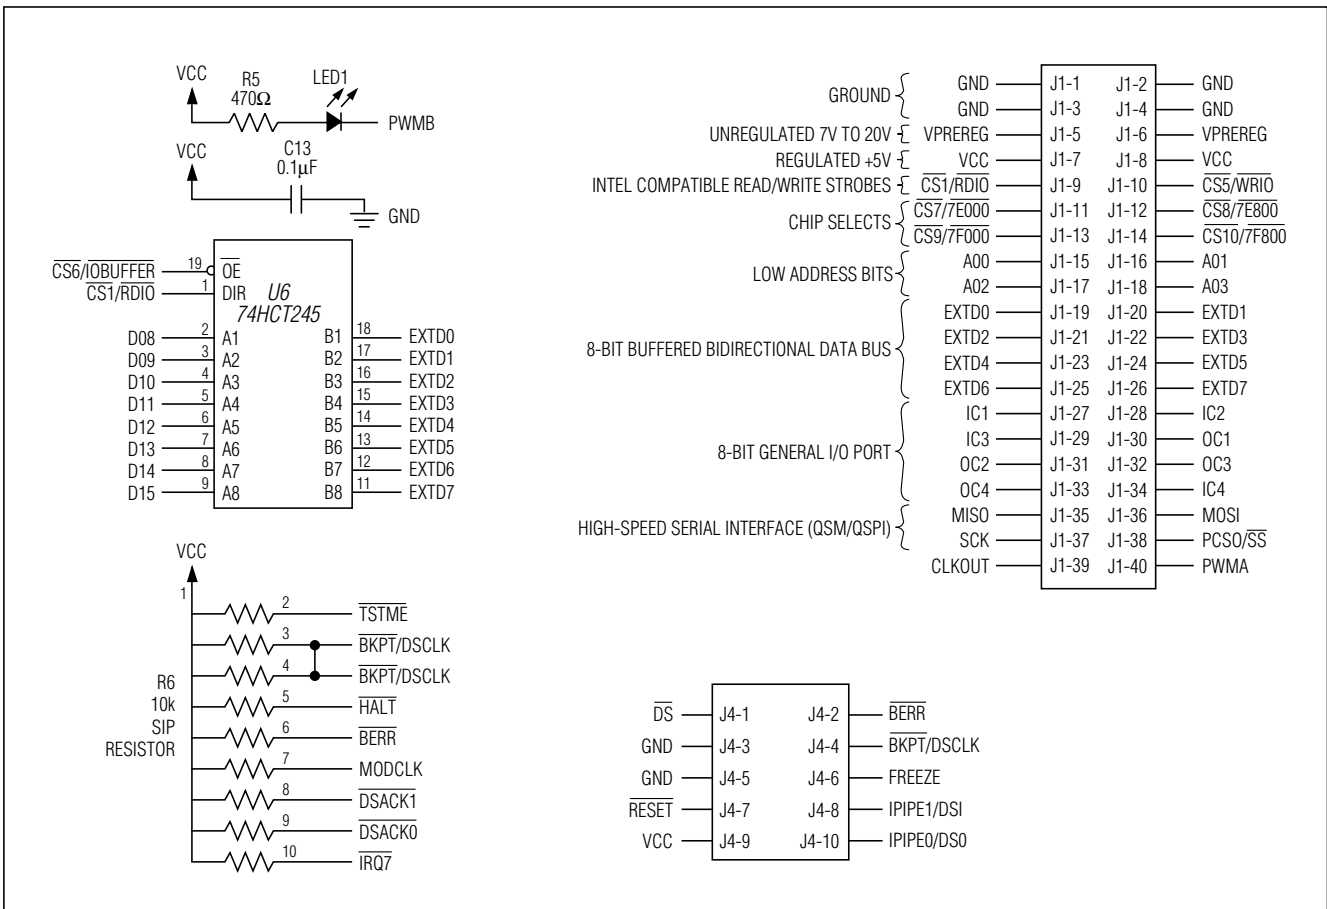 VCC
R5
470Ω
LED1
PWMB
VCC
C13
0.1μF
GND
CS6/IOBUFFER 19 OE
CS1/RDIO 1 DIR
U6
74HCT245
D08 2 A1 B1 18 EXTD0
D09 3 A2 B2 17 EXTD1
D10 4 A3 B3 16 EXTD2
D11 5 A4 B4 15 EXTD3
D12 6 A5 B5 14 EXTD4
D13 7 A6 B6 13 EXTD5
D14 8 A7 B7 12 EXTD6
D15 9 A8 B8 11 EXTD7
VCC
1
2 TSTME
3 BKPT/DSCLK
4 BKPT/DSCLK
5 HALT
6 BERR
7 MODCLK
8 DSACK1
9 DSACK0
10 IRQ7
R6
10k
SIP
RESISTOR
GROUND
UNREGULATED 7V TO 20V
REGULATED +5V
INTEL COMPATIBLE READ/WRITE STROBES
CHIP SELECTS
LOW ADDRESS BITS
8-BIT BUFFERED BIDIRECTIONAL DATA BUS
8-BIT GENERAL I/O PORT
HIGH-SPEED SERIAL INTERFACE (QSM/QSPI)
GND J1-1 J1-2 GND
GND J1-3 J1-4 GND
VPREREG J1-5 J1-6 VPREREG
VCC J1-7 J1-8 VCC
CS1/RDIO J1-9 J1-10 CS5/WRIO
CS7/7E000 J1-11 J1-12 CS8/7E800
CS9/7F000 J1-13 J1-14 CS10/7F800
A00 J1-15 J1-16 A01
A02 J1-17 J1-18 A03
EXTD0 J1-19 J1-20 EXTD1
EXTD2 J1-21 J1-22 EXTD3
EXTD4 J1-23 J1-24 EXTD5
EXTD6 J1-25 J1-26 EXTD7
IC1 J1-27 J1-28 IC2
IC3 J1-29 J1-30 OC1
OC2 J1-31 J1-32 OC3
OC4 J1-33 J1-34 IC4
MISO J1-35 J1-36 MOSI
SCK J1-37 J1-38 PCSO/SS
CLKOUT J1-39 J1-40 PWMA
DS J4-1 J4-2 BERR
GND J4-3 J4-4 BKPT/DSCLK
GND J4-5 J4-6 FREEZE
RESET J4-7 J4-8 IPIPE1/DSI
VCC J4-9 J4-10 IPIPE0/DS0